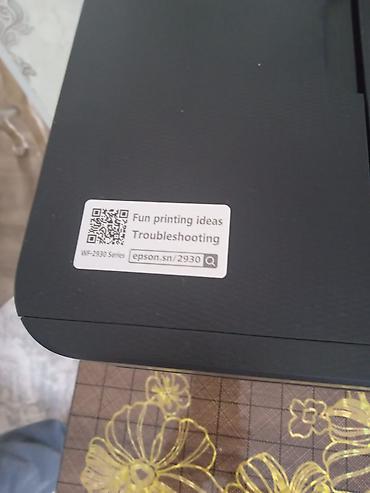 Fun printing ideas
Troubleshooting
WF-2930 Series
epson.sn/2930